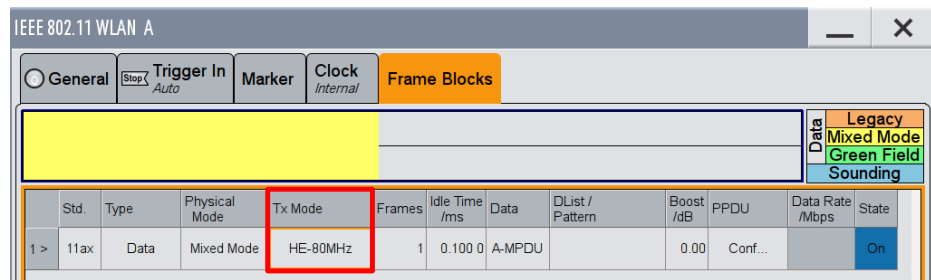 IEEE 802.11 WLAN A
General
Stop
Trigger In
Auto
Marker
Clock
Internal
Frame Blocks
Data
Legacy
Mixed Mode
Green Field
Sounding
Std.
Type
Physical
Mode
Tx Mode
Frames
Idle Time
/ms
Data
DList /
Pattern
Boost
/dB
PPDU
Data Rate
/Mbps
State
1 > 11ax Data Mixed Mode HE-80MHz 1 0.100 0 A-MPDU 0.00 Conf... On